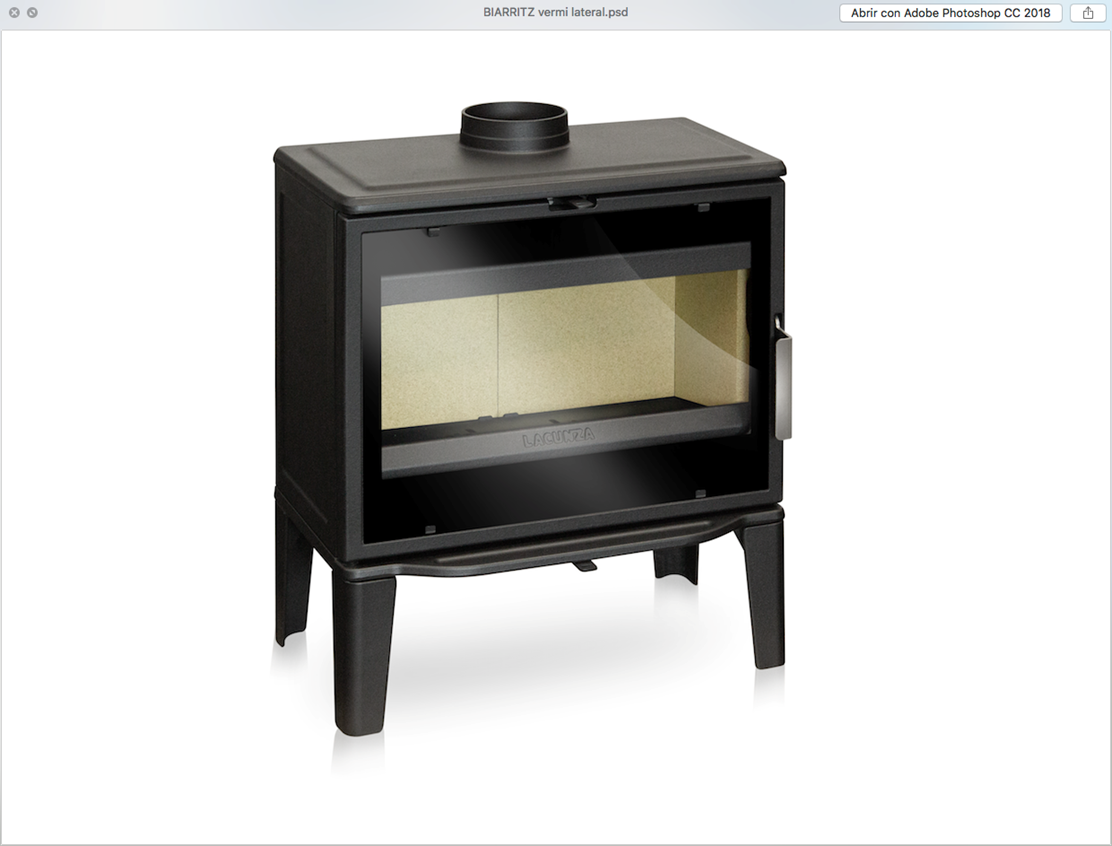 BIARRITZ vermi lateral.psd
Abrir con Adobe Photoshop CC 2018
LACUNZA